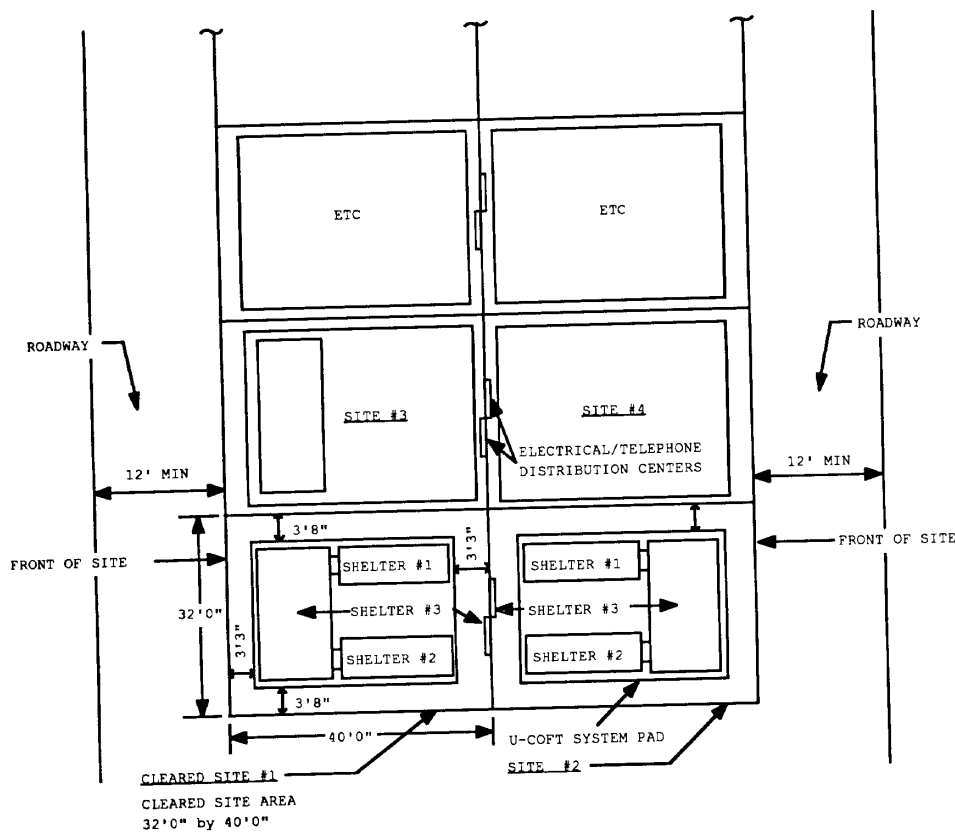 ETC
ETC
ROADWAY
ROADWAY
SITE #3
SITE #4
ELECTRICAL/TELEPHONE
DISTRIBUTION CENTERS
12' MIN
12' MIN
3'8"
3'3"
FRONT OF SITE
FRONT OF SITE
SHELTER #1
SHELTER #1
32'0"
SHELTER #3
SHELTER #3
3'3"
SHELTER #2
SHELTER #2
3'8"
40'0"
U-COFT SYSTEM PAD
SITE #2
CLEARED SITE #1
CLEARED SITE AREA
32'0" by 40'0"